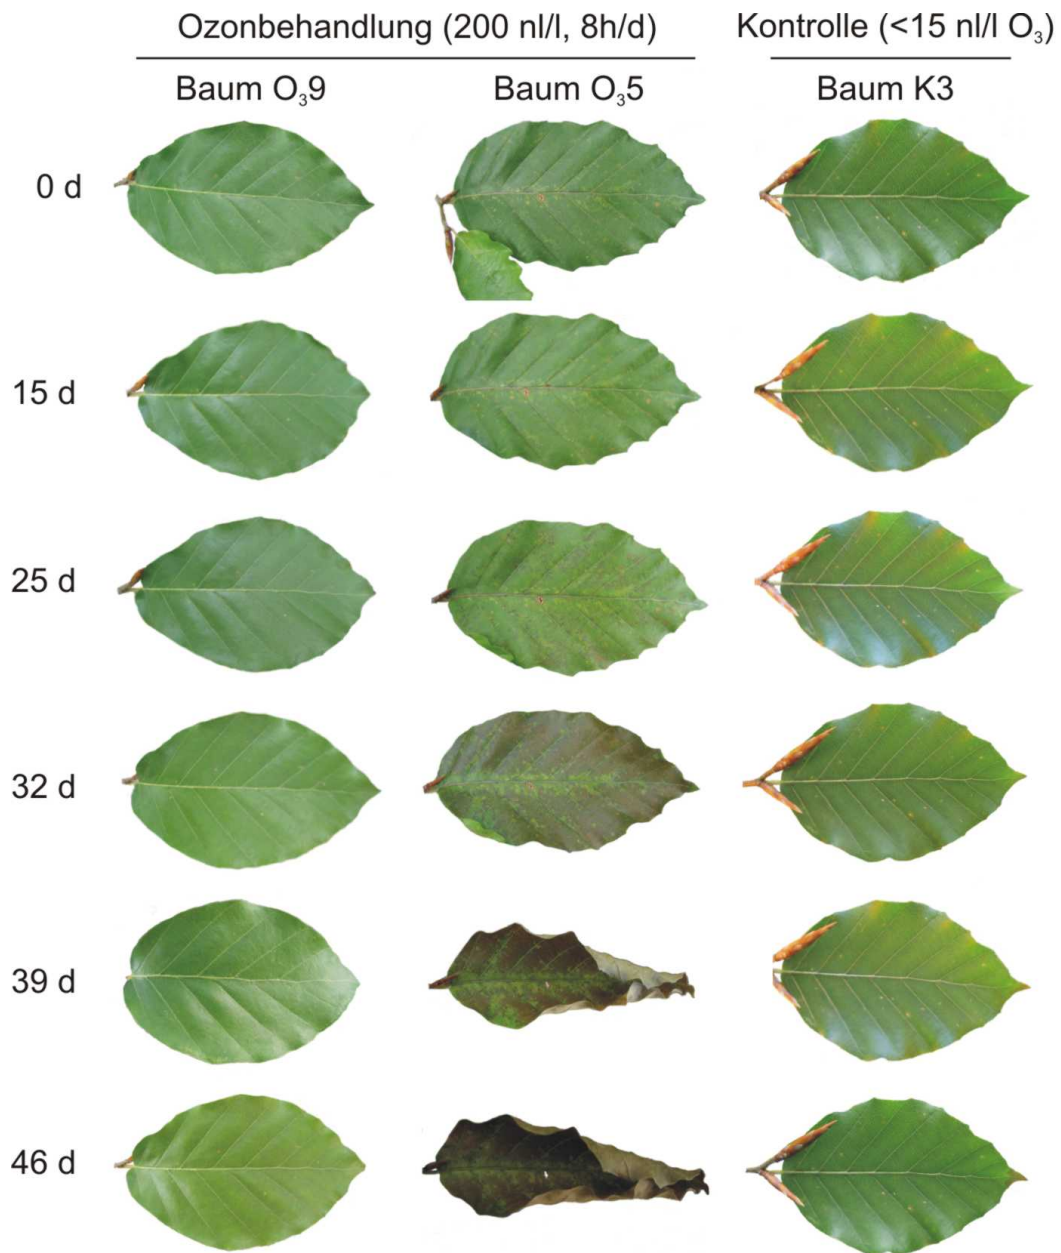 Ozonbehandlung (200 nl/l, 8h/d) Kontrolle (<15 nl/l O₃)
Baum O₃9 Baum O₃5 Baum K3
0 d
15 d
25 d
32 d
39 d
46 d